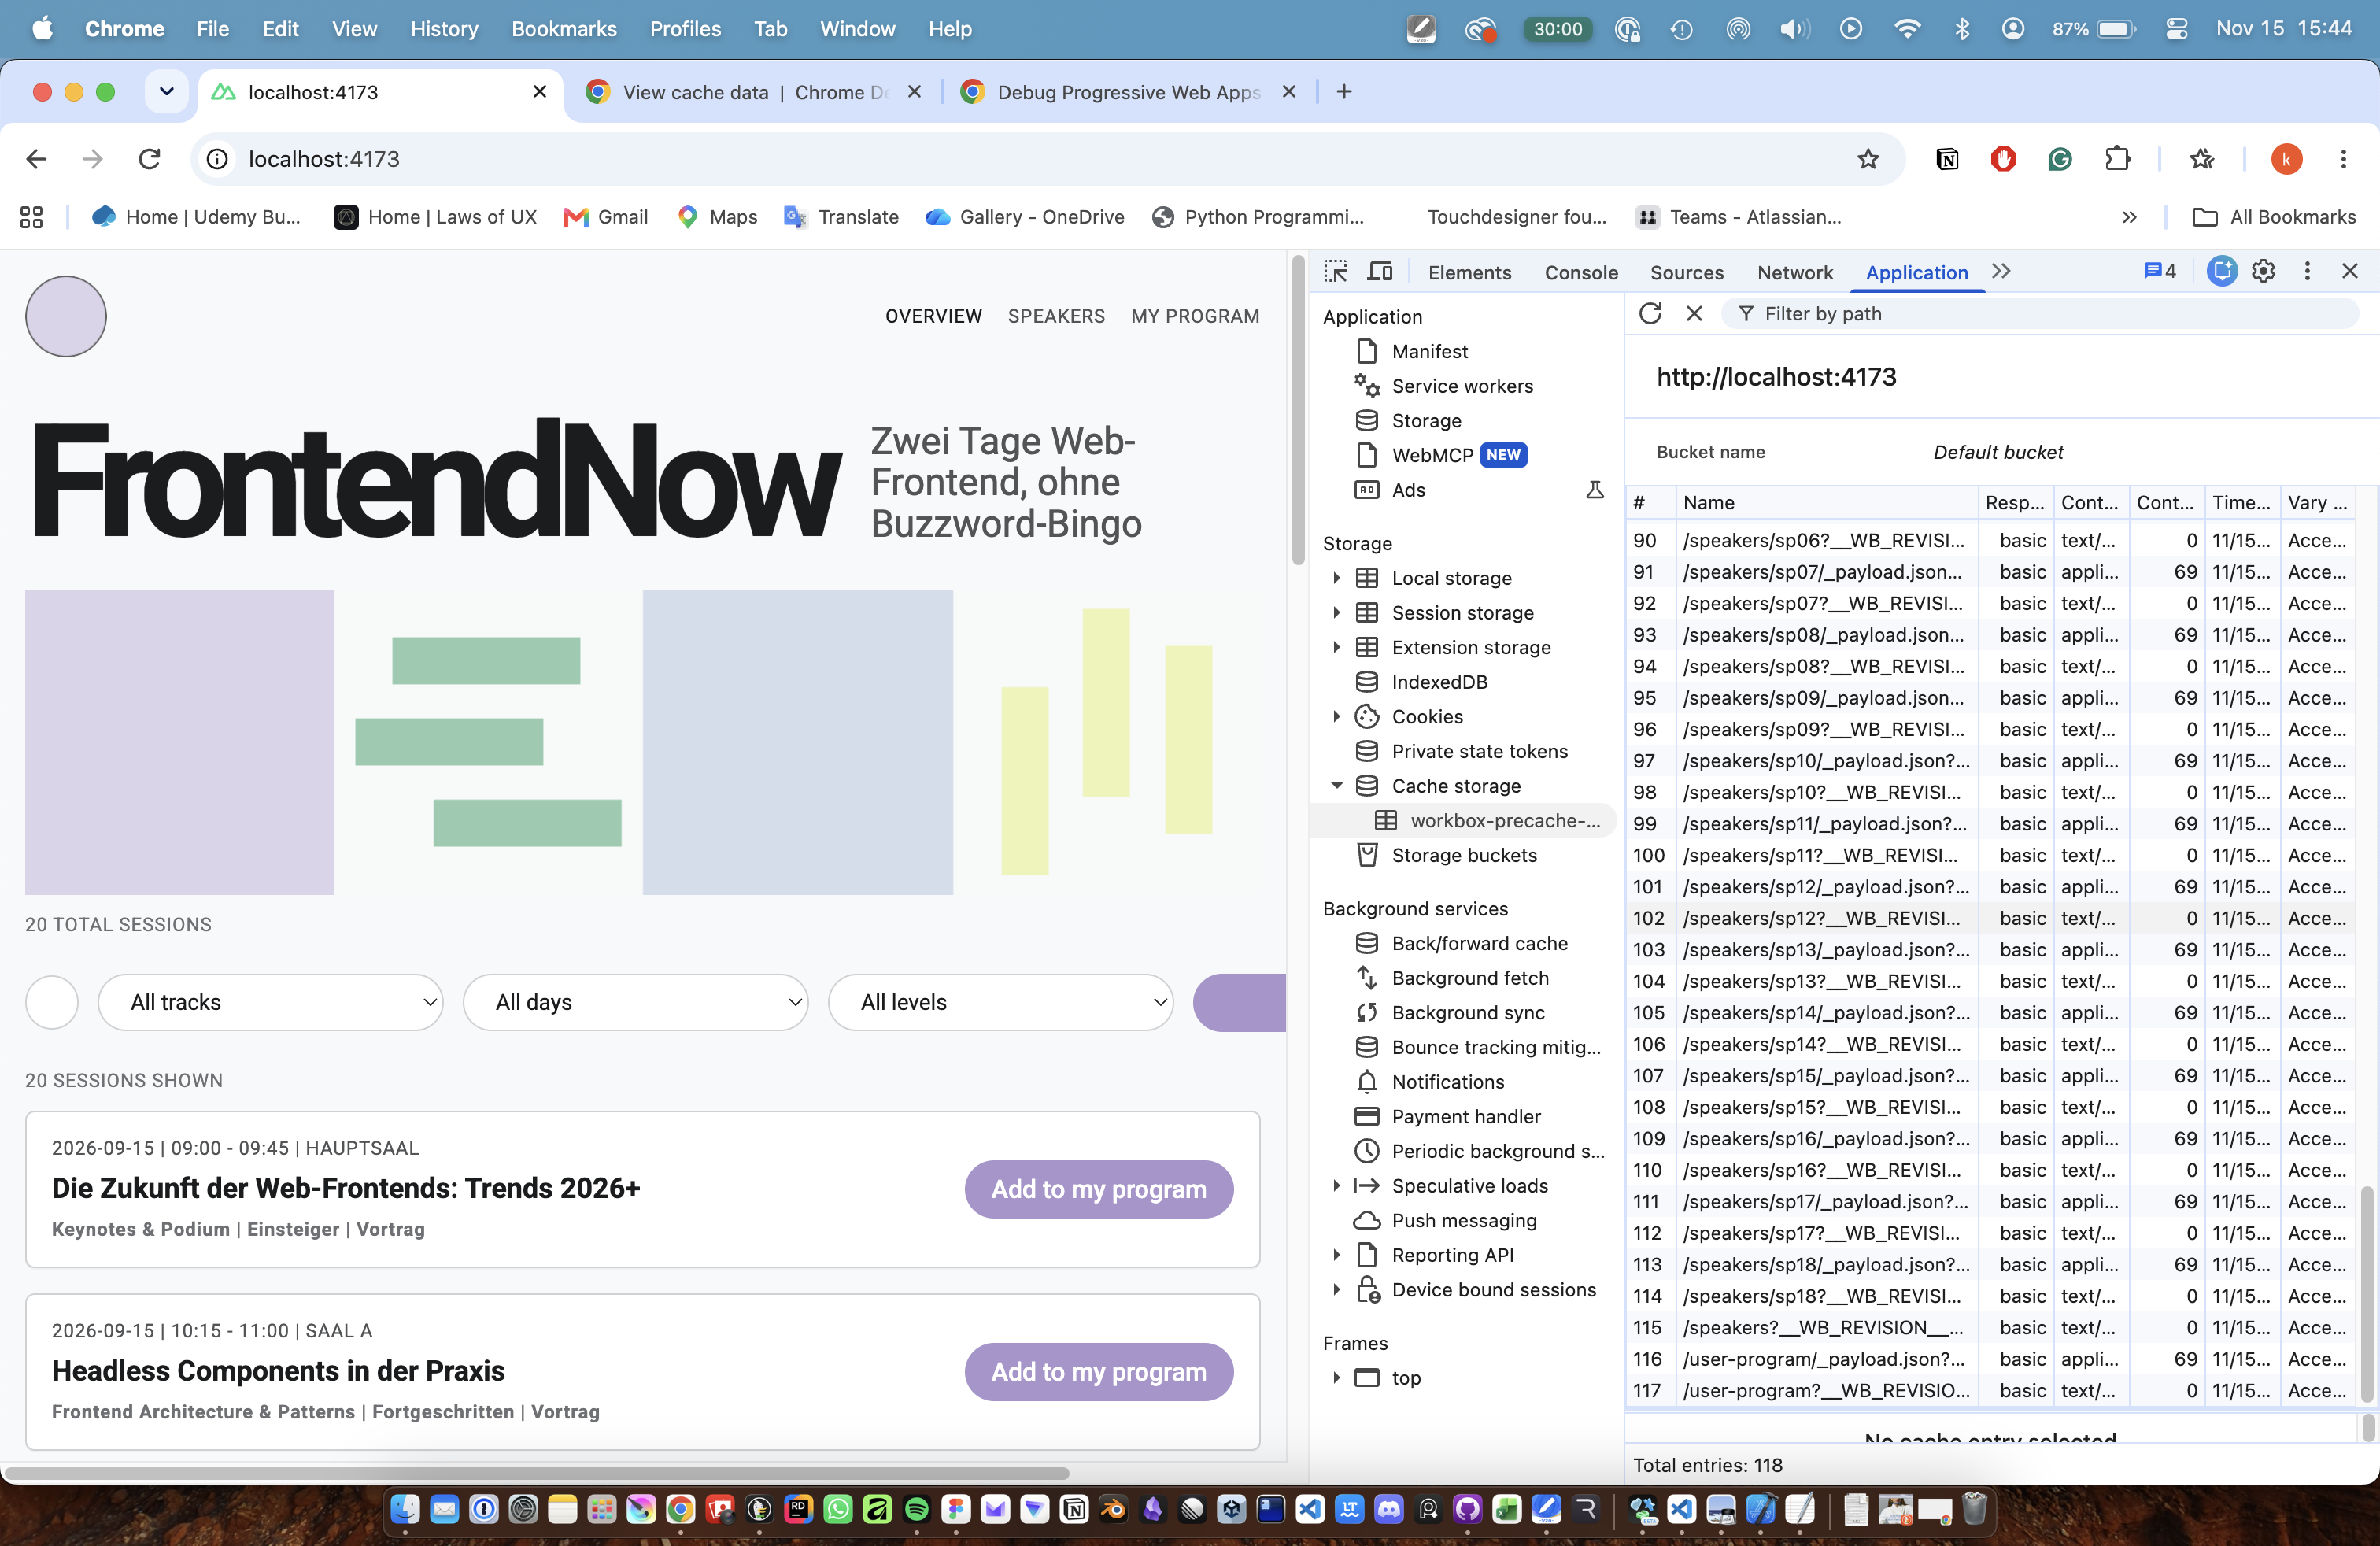 Chrome File Edit View History Bookmarks Profiles Tab Window Help 30:00 87% Nov 15 15:44
localhost:4173 View cache data | Chrome De Debug Progressive Web Apps
localhost:4173
Home | Udemy Bu... Home | Laws of UX Gmail Maps Translate Gallery - OneDrive Python Programmi... Touchdesigner fou... Teams - Atlassian... All Bookmarks
OVERVIEW SPEAKERS MY PROGRAM
FrontendNow
Zwei Tage Web-
Frontend, ohne
Buzzword-Bingo
20 TOTAL SESSIONS
All tracks All days All levels
20 SESSIONS SHOWN
2026-09-15 | 09:00 - 09:45 | HAUPTSAAL
Die Zukunft der Web-Frontends: Trends 2026+
Keynotes & Podium | Einsteiger | Vortrag
Add to my program
2026-09-15 | 10:15 - 11:00 | SAAL A
Headless Components in der Praxis
Frontend Architecture & Patterns | Fortgeschritten | Vortrag
Add to my program
Elements Console Sources Network Application 4
Application
Manifest
Service workers
Storage
WebMCP NEW
Ads
Storage
Local storage
Session storage
Extension storage
IndexedDB
Cookies
Private state tokens
Cache storage
workbox-precache-...
Storage buckets
Background services
Back/forward cache
Background fetch
Background sync
Bounce tracking mitig...
Notifications
Payment handler
Periodic background s...
Speculative loads
Push messaging
Reporting API
Device bound sessions
Frames
top
Filter by path
http://localhost:4173
Bucket name Default bucket
# Name Resp... Cont... Cont... Time... Vary ...
90 /speakers/sp06?__WB_REVISI... basic text/... 0 11/15... Acce...
91 /speakers/sp07/_payload.json... basic appli... 69 11/15... Acce...
92 /speakers/sp07?__WB_REVISI... basic text/... 0 11/15... Acce...
93 /speakers/sp08/_payload.json... basic appli... 69 11/15... Acce...
94 /speakers/sp08?__WB_REVISI... basic text/... 0 11/15... Acce...
95 /speakers/sp09/_payload.json... basic appli... 69 11/15... Acce...
96 /speakers/sp09?__WB_REVISI... basic text/... 0 11/15... Acce...
97 /speakers/sp10/_payload.json?... basic appli... 69 11/15... Acce...
98 /speakers/sp10?__WB_REVISI... basic text/... 0 11/15... Acce...
99 /speakers/sp11/_payload.json?... basic appli... 69 11/15... Acce...
100 /speakers/sp11?__WB_REVISI... basic text/... 0 11/15... Acce...
101 /speakers/sp12/_payload.json?... basic appli... 69 11/15... Acce...
102 /speakers/sp12?__WB_REVISI... basic text/... 0 11/15... Acce...
103 /speakers/sp13/_payload.json?... basic appli... 69 11/15... Acce...
104 /speakers/sp13?__WB_REVISI... basic text/... 0 11/15... Acce...
105 /speakers/sp14/_payload.json?... basic appli... 69 11/15... Acce...
106 /speakers/sp14?__WB_REVISI... basic text/... 0 11/15... Acce...
107 /speakers/sp15/_payload.json?... basic appli... 69 11/15... Acce...
108 /speakers/sp15?__WB_REVISI... basic text/... 0 11/15... Acce...
109 /speakers/sp16/_payload.json?... basic appli... 69 11/15... Acce...
110 /speakers/sp16?__WB_REVISI... basic text/... 0 11/15... Acce...
111 /speakers/sp17/_payload.json?... basic appli... 69 11/15... Acce...
112 /speakers/sp17?__WB_REVISI... basic text/... 0 11/15... Acce...
113 /speakers/sp18/_payload.json?... basic appli... 69 11/15... Acce...
114 /speakers/sp18?__WB_REVISI... basic text/... 0 11/15... Acce...
115 /speakers?__WB_REVISION__... basic text/... 0 11/15... Acce...
116 /user-program/_payload.json?... basic appli... 69 11/15... Acce...
117 /user-program?__WB_REVISIO... basic text/... 0 11/15... Acce...
No cache entry selected
Total entries: 118